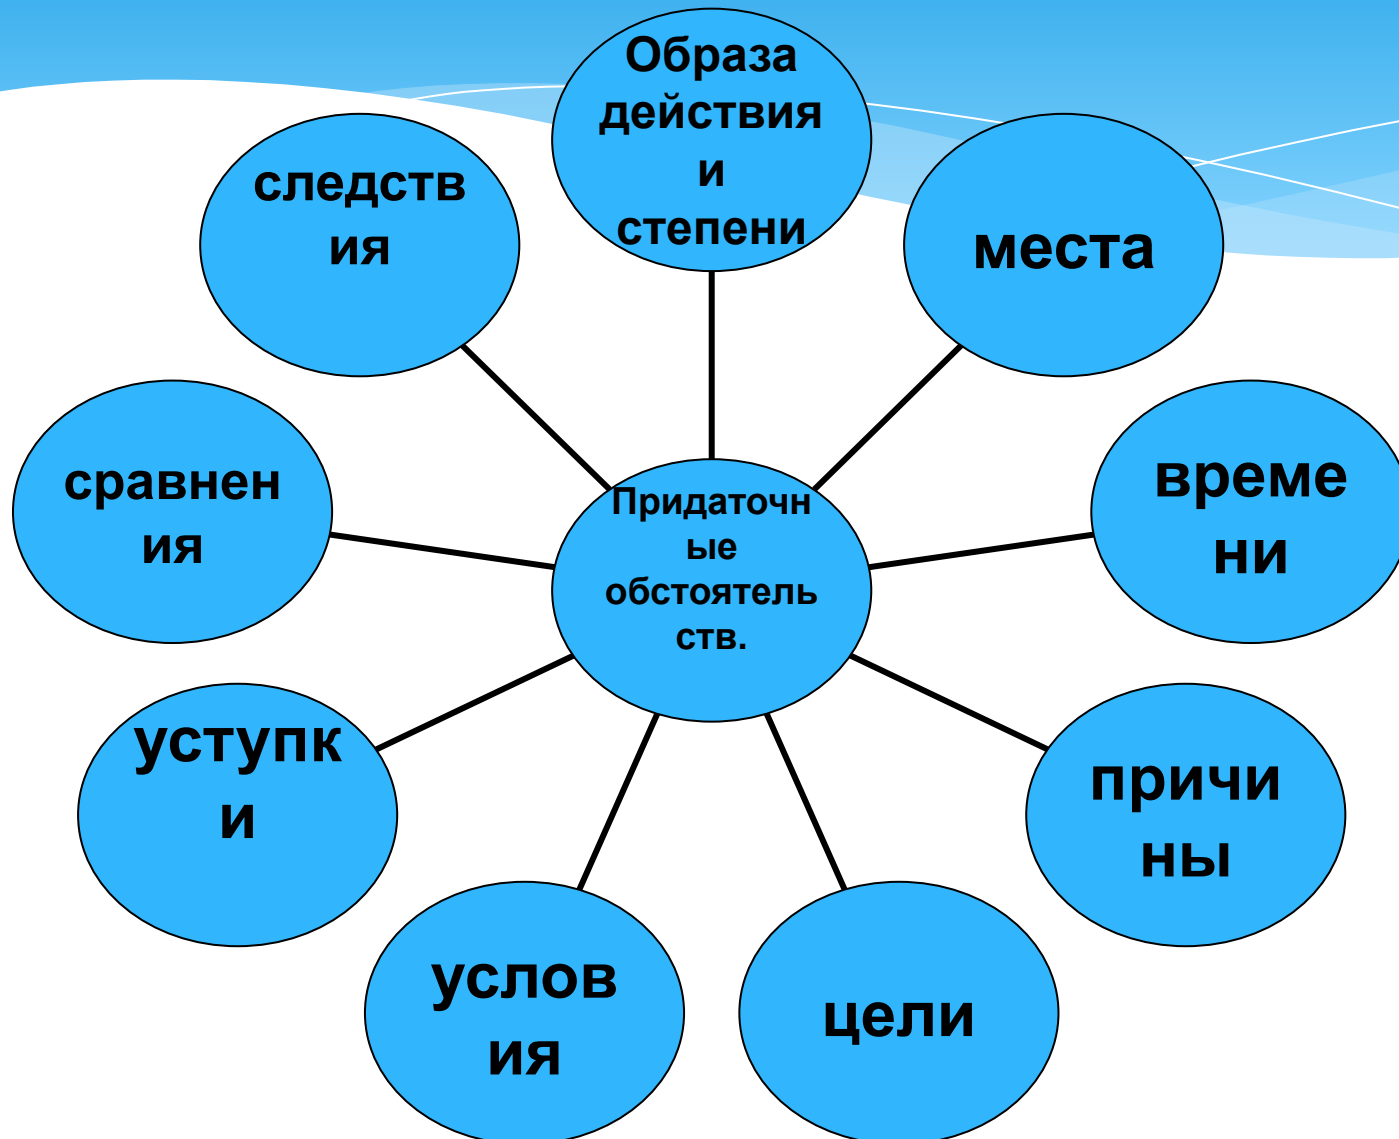 Образа
действия
и
степени
места
време
ни
причи
ны
цели
услов
ия
уступк
и
сравнен
ия
следств
ия
Придаточн
ые
обстоятель
ств.